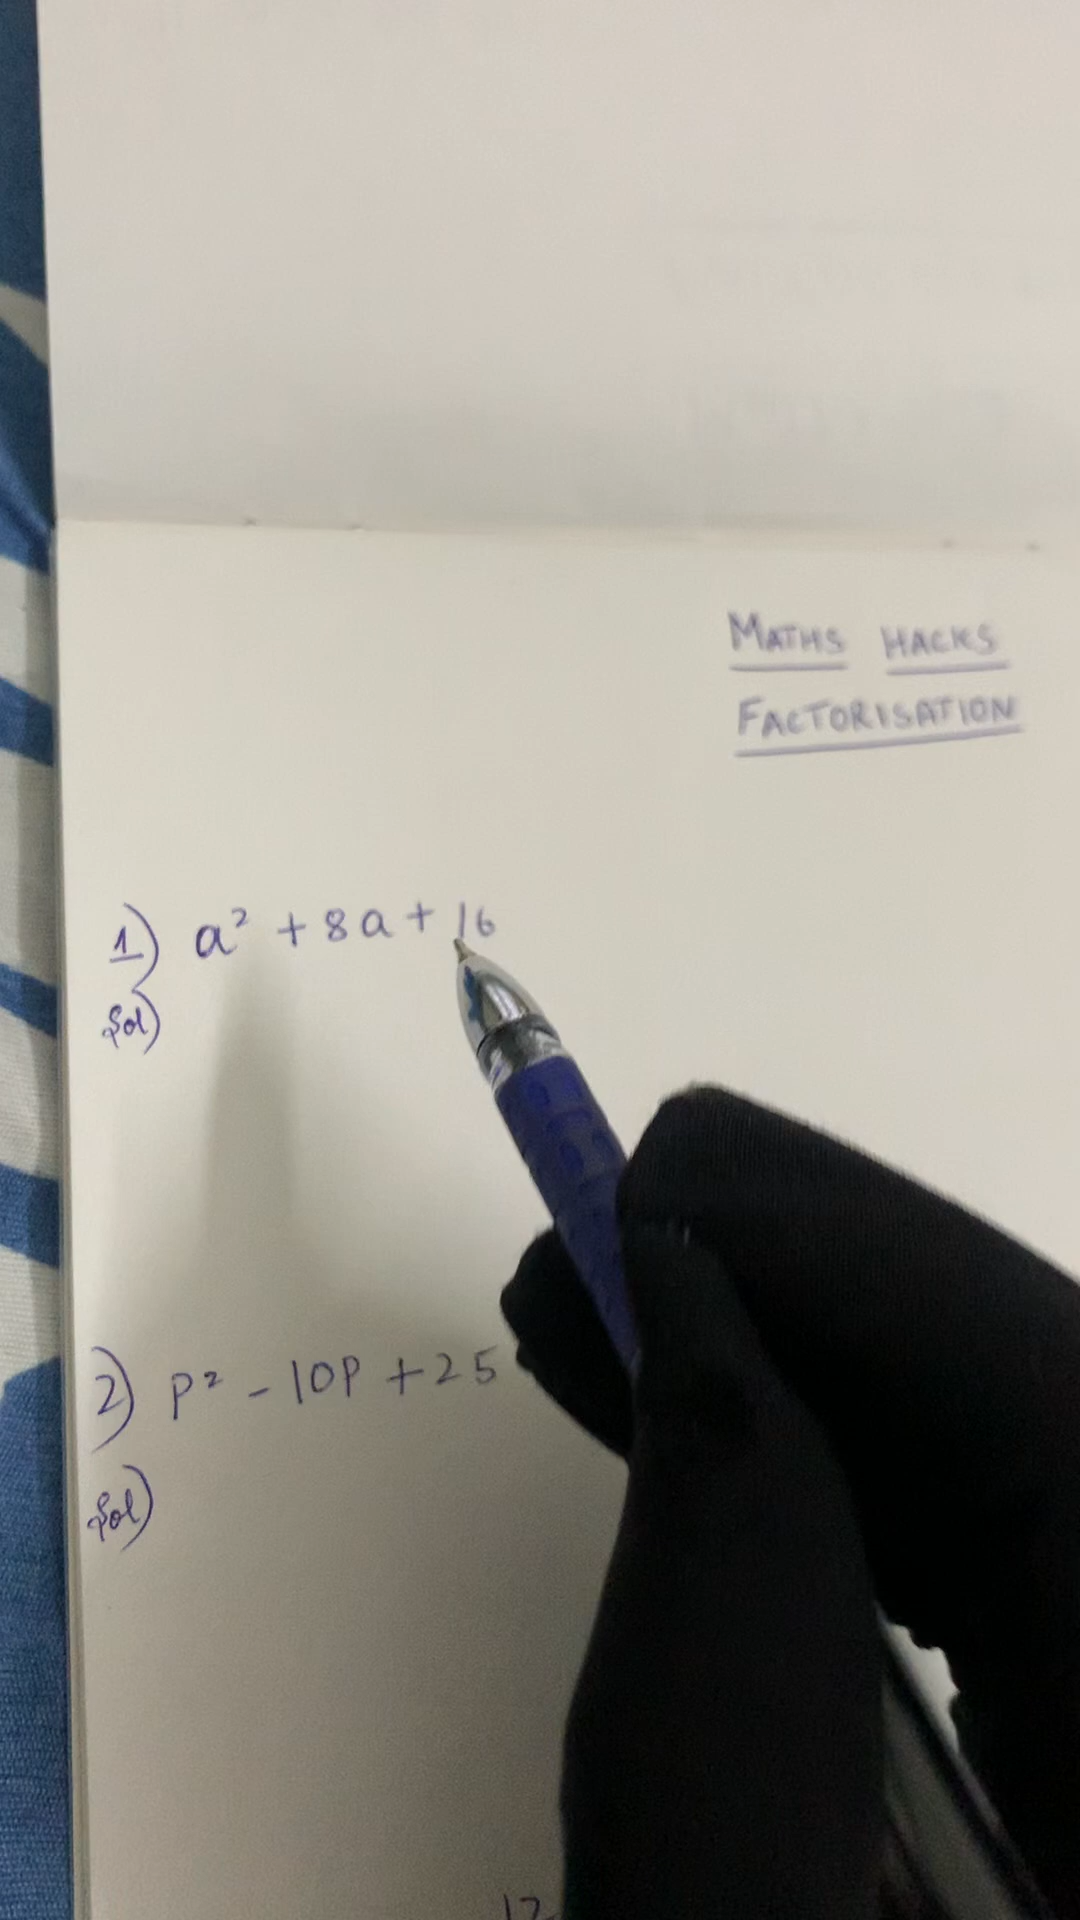 MATHS HACKS
FACTORISATION
1) a² + 8a + 16
Sol)
2) p² - 10p + 25
Sol)